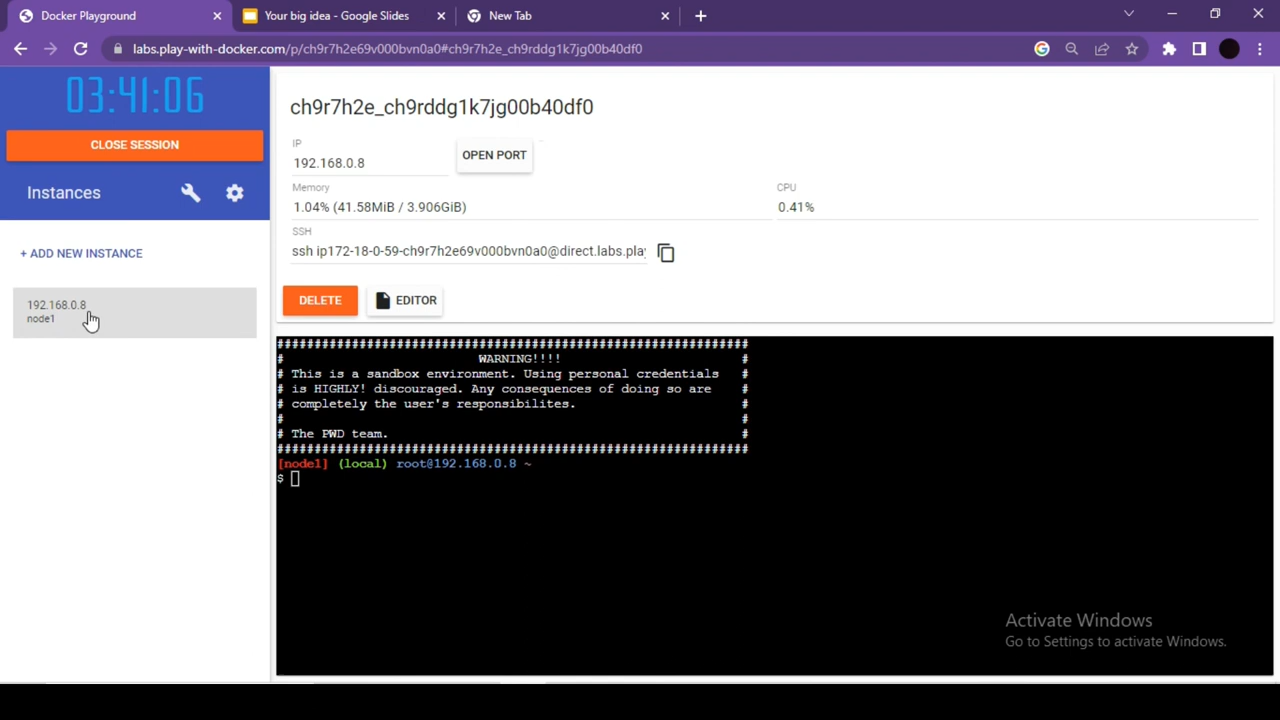 Docker Playground
Your big idea - Google Slides
New Tab
labs.play-with-docker.com/p/ch9r7h2e69v000bvn0a0#ch9r7h2e_ch9rddg1k7jg00b40df0
03:41:06
CLOSE SESSION
Instances
+ ADD NEW INSTANCE
192.168.0.8
node1
ch9r7h2e_ch9rddg1k7jg00b40df0
IP
192.168.0.8
OPEN PORT
Memory
1.04% (41.58MiB / 3.906GiB)
CPU
0.41%
SSH
ssh ip172-18-0-59-ch9r7h2e69v000bvn0a0@direct.labs.play
DELETE
EDITOR
###############################################################
# WARNING!!!! #
# This is a sandbox environment. Using personal credentials #
# is HIGHLY! discouraged. Any consequences of doing so are #
# completely the user's responsibilites. #
# #
# The PWD team. #
###############################################################
[node1] (local) root@192.168.0.8 ~
$
Activate Windows
Go to Settings to activate Windows.